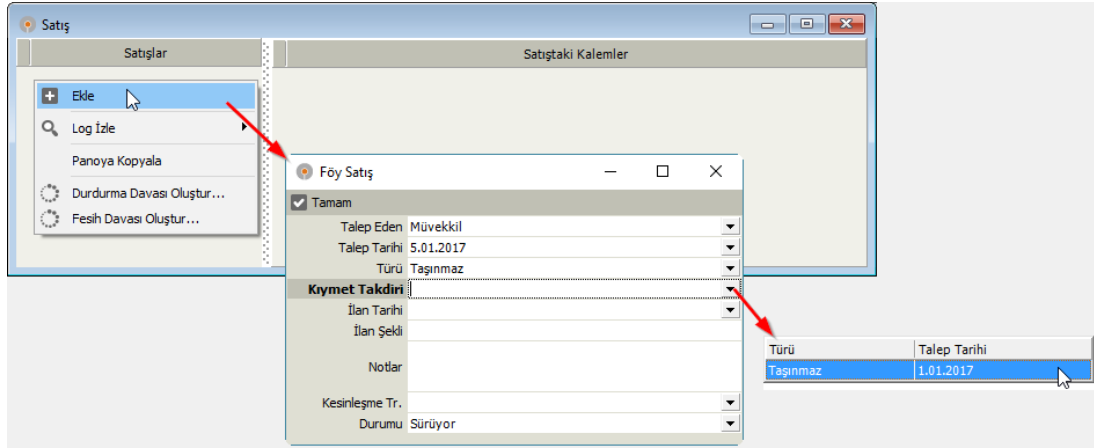 Satış
Satışlar
Satıştaki Kalemler
Ekle
Log İzle
Panoya Kopyala
Durdurma Davası Oluştur...
Fesih Davası Oluştur...
Föy Satış
Tamam
Talep Eden Müvekkil
Talep Tarihi 5.01.2017
Türü Taşınmaz
Kıymet Takdiri
İlan Tarihi
İlan Şekli
Notlar
Kesinleşme Tr.
Durumu Sürüyor
Türü Talep Tarihi
Taşınmaz 1.01.2017